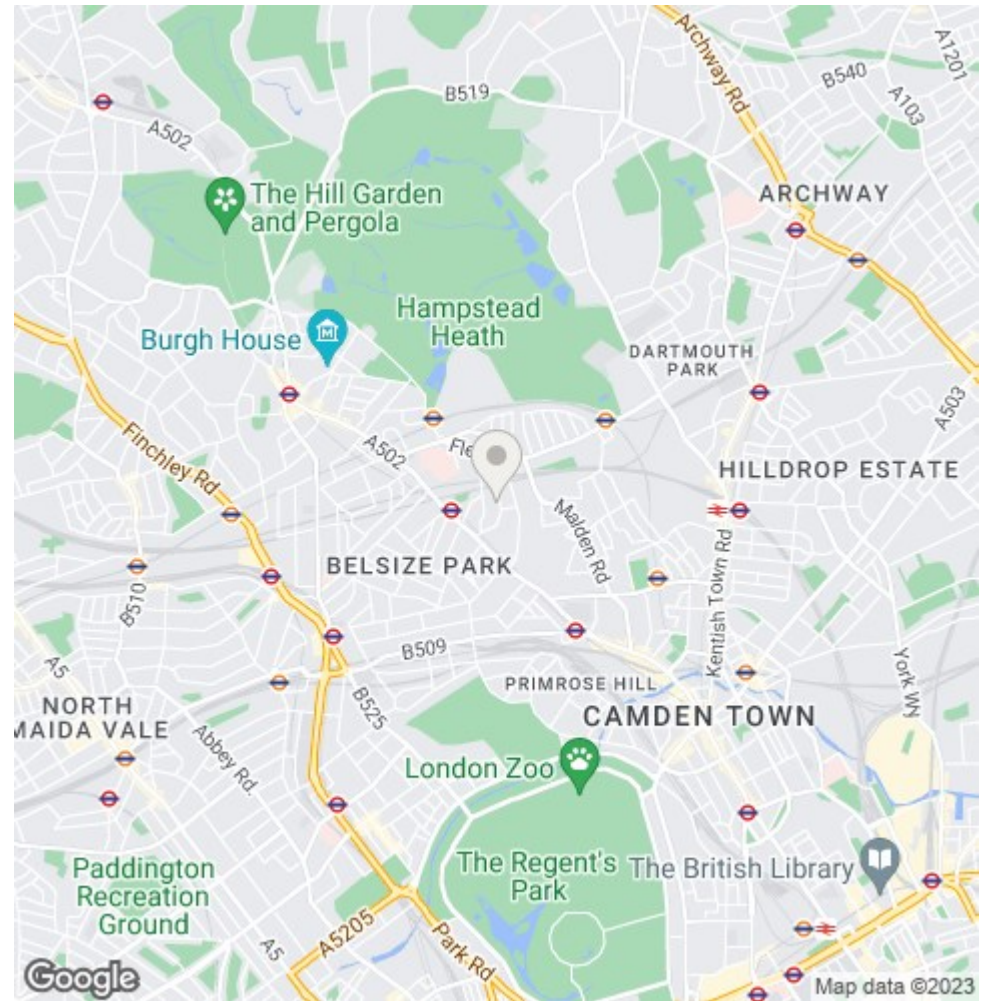 Archway Rd
A1201
B540
A103
B519
A502
The Hill Garden
and Pergola
ARCHWAY
Hampstead
Heath
Burgh House
DARTMOUTH
PARK
A503
A502
Finchley Rd
HILLDROP ESTATE
Malden Rd
BELSIZE PARK
Kentish Town Rd
B510
B509
York Wy
A5
PRIMROSE HILL
NORTH
MAIDA VALE
B525
CAMDEN TOWN
Abbey Rd.
London Zoo
The Regent's
Park
The British Library
Paddington
Recreation
Ground
A5205
A5
Park Rd
Google
Map data ©2023